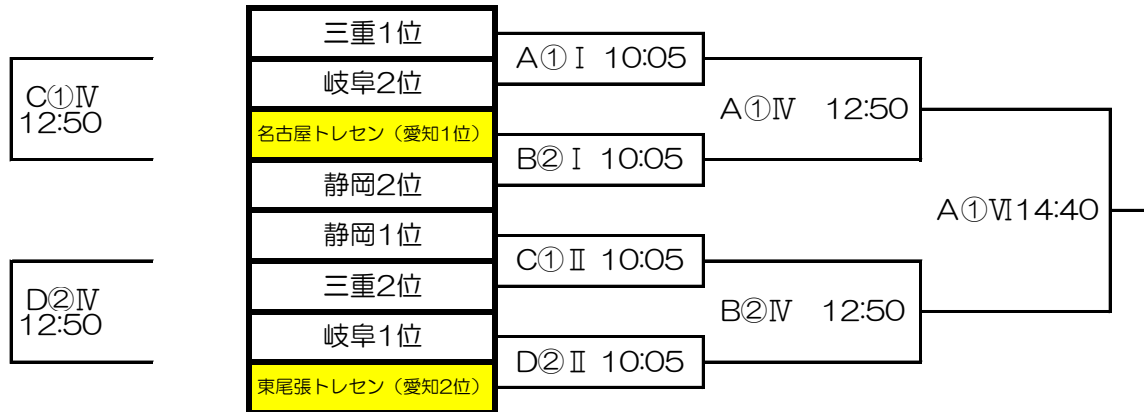 C①Ⅳ
12:50
D②Ⅳ
12:50
三重1位
岐阜2位
名古屋トレセン（愛知1位）
静岡2位
静岡1位
三重2位
岐阜1位
東尾張トレセン（愛知2位）
A①Ⅰ 10:05
B②Ⅰ 10:05
C①Ⅱ 10:05
D②Ⅱ 10:05
A①Ⅳ 12:50
B②Ⅳ 12:50
A①Ⅵ14:40